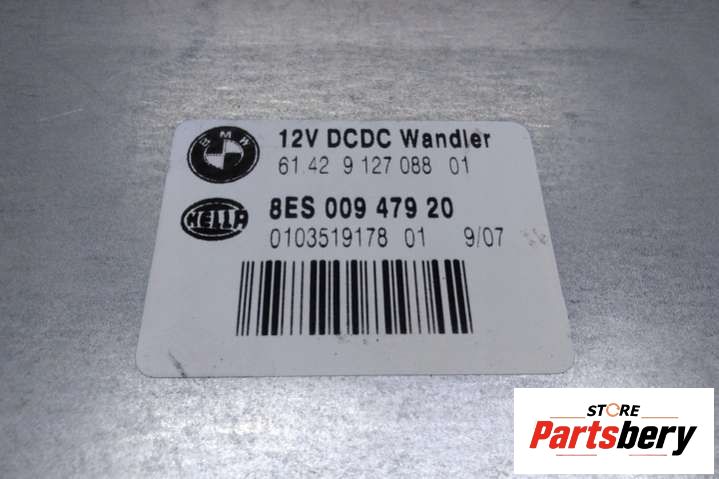 BMW
12V DCDC Wandler
61.42 9 127 088 01
HELLA
8ES 009 479 20
0103519178 01 9/07
STORE
Partsbery